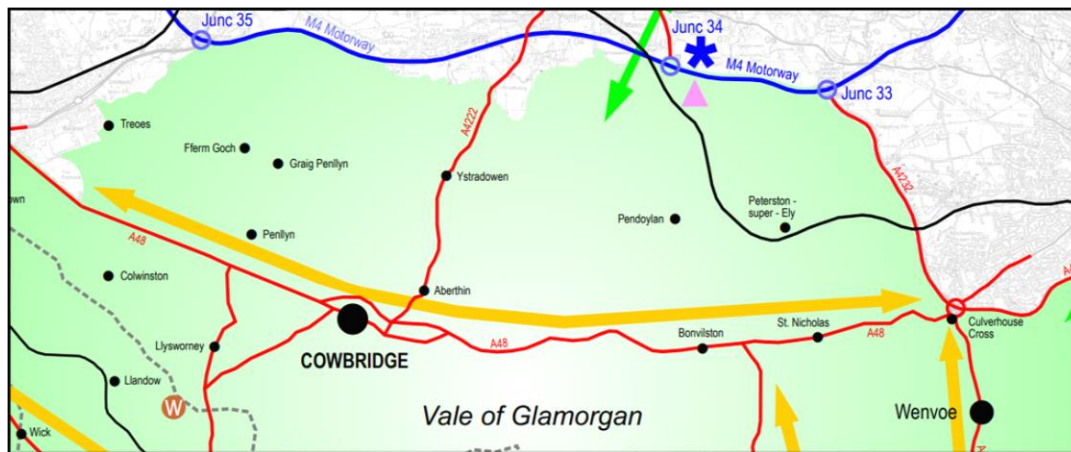 Junc 35
M4 Motorway
Junc 34
M4 Motorway
Junc 33
Treoes
Fferm Goch
Graig Penllyn
A4222
Ystradowen
A4232
Pendoylan
Peterston -
super - Ely
own
A48
Penllyn
Colwinston
Aberthin
COWBRIDGE
A48
Bonvilston
St. Nicholas
A48
Culverhouse
Cross
Llysworney
Llandow
W
Wick
Vale of Glamorgan
Wenvoe